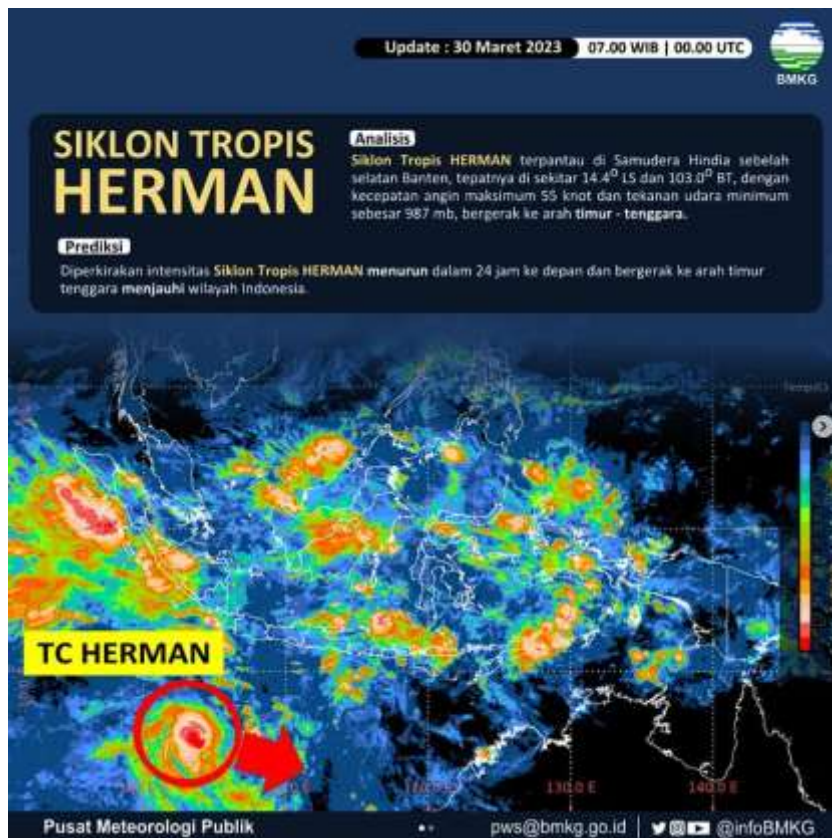 Update : 30 Maret 2023 07.00 WIB | 00.00 UTC
BMKG
SIKLON TROPIS
HERMAN
Analisis
Siklon Tropis HERMAN terpantau di Samudera Hindia sebelah
selatan Banten, tepatnya di sekitar 14.4⁰ LS dan 103.0⁰ BT, dengan
kecepatan angin maksimum 55 knot dan tekanan udara minimum
sebesar 987 mb, bergerak ke arah timur - tenggara.
Prediksi
Diperkirakan intensitas Siklon Tropis HERMAN menurun dalam 24 jam ke depan dan bergerak ke arah timur
tenggara menjauhi wilayah Indonesia.
TC HERMAN
130.0 E
140.0 E
Pusat Meteorologi Publik
pws@bmkg.go.id | @infoBMKG